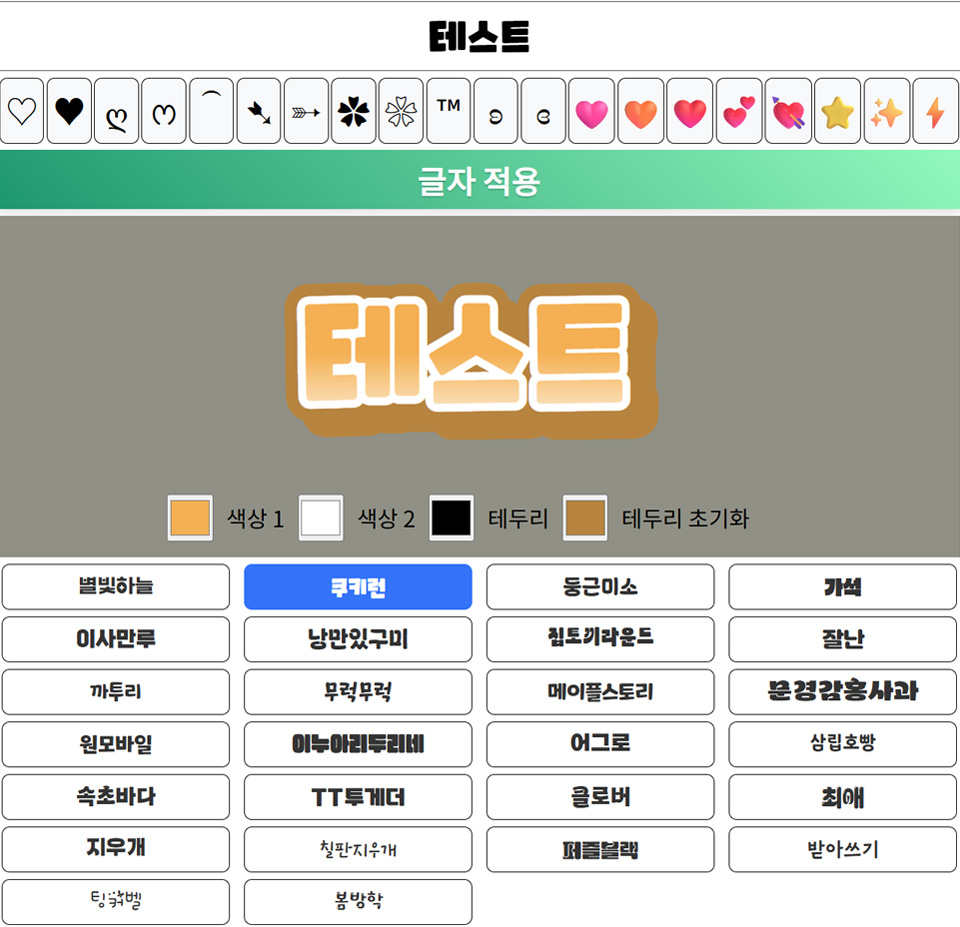 테스트
♡ ♥ ღ ෆ ⌒ ➷ ➳ ✽ ™ ʚ ɞ 🩷 🧡 ❤️ 💕 💘 ⭐ ✨ ⚡
글자 적용
테스트
색상 1 색상 2 테두리 테두리 초기화
별빛하늘 쿠키런 둥근미소 가석
이사만루 낭만있구미 칩토끼라운드 잘난
까투리 무럭무럭 메이플스토리 문경감홍사과
원모바일 이누아리두리네 어그로 삼립호빵
속초바다 TT투게더 클로버 최애
지우개 칠판지우개 퍼즐블랙 받아쓰기
봄방학